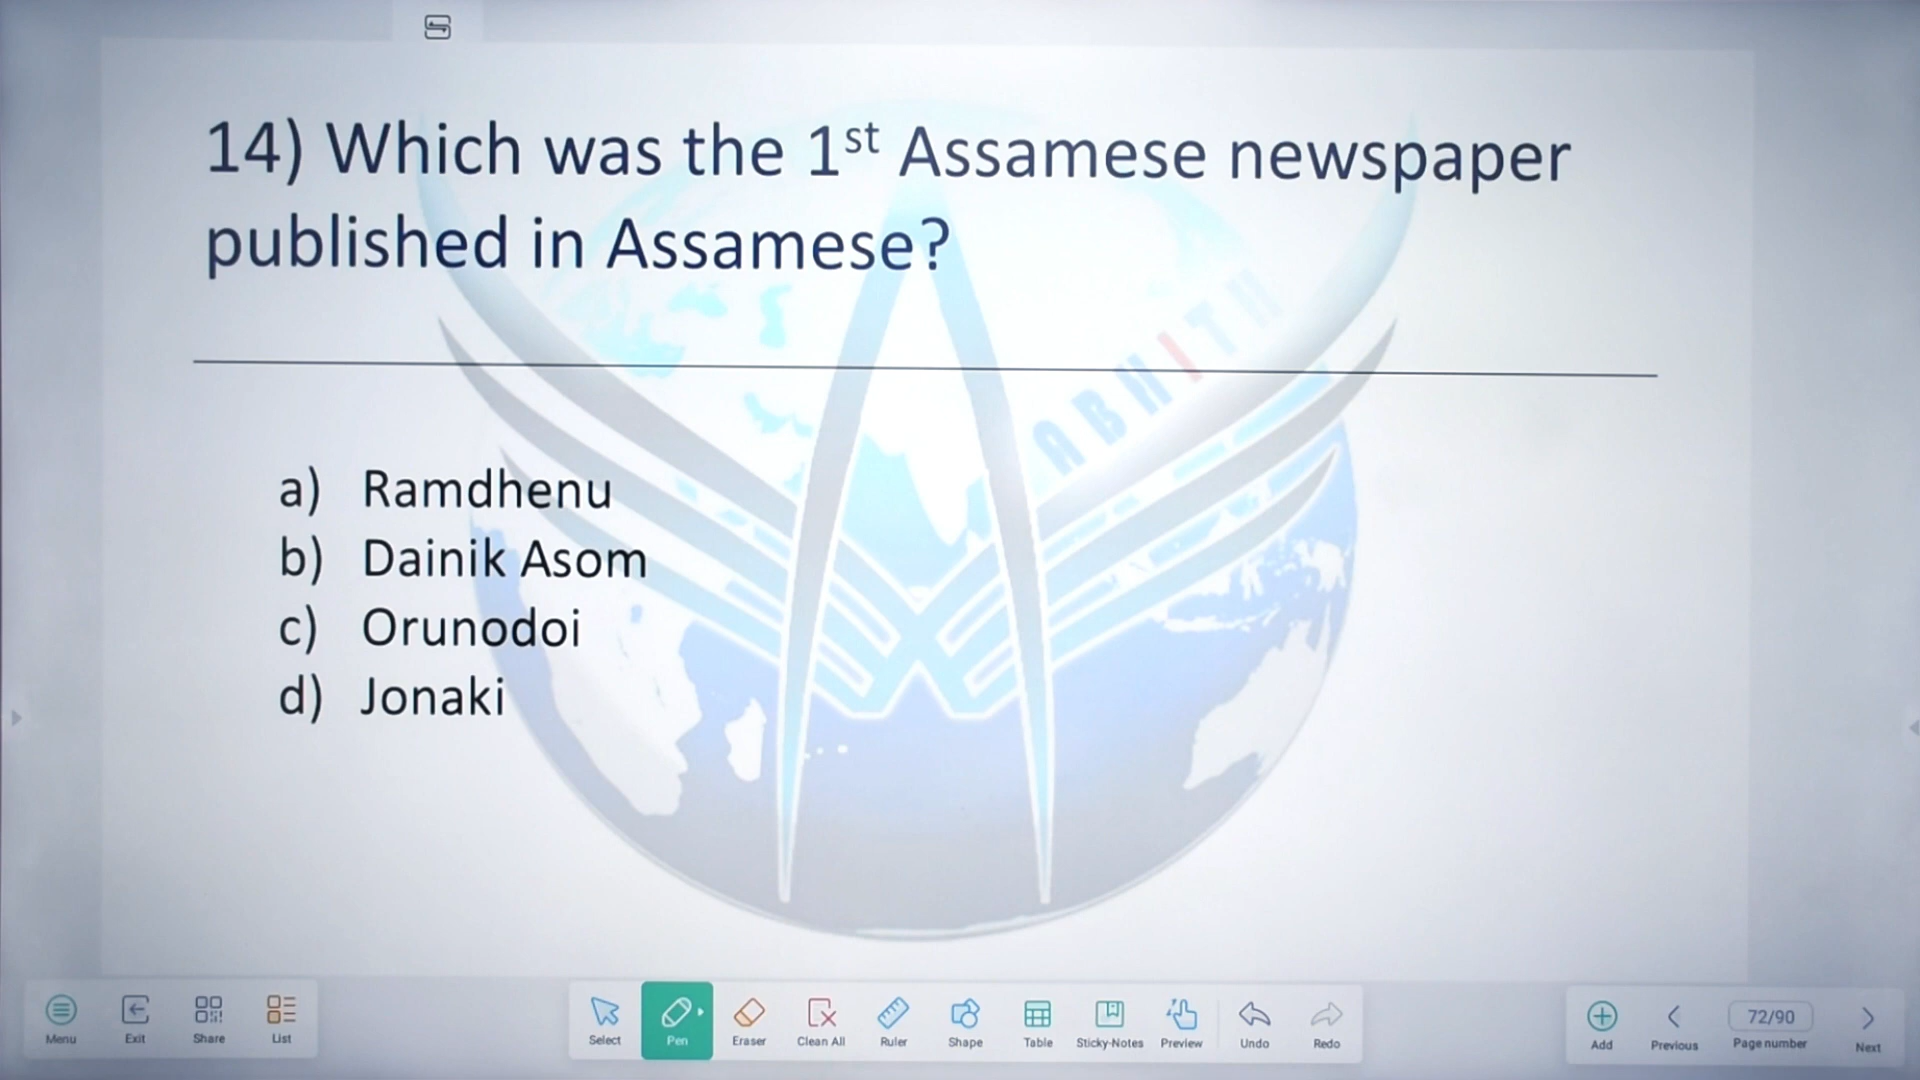 14) Which was the 1st Assamese newspaper
published in Assamese?
ABHITH
a) Ramdhenu
b) Dainik Asom
c) Orunodoi
d) Jonaki
Menu Exit Share List Select Pen Eraser Clean All Ruler Shape Table Sticky-Notes Preview Undo Redo Add Previous 72/90 Page number Next